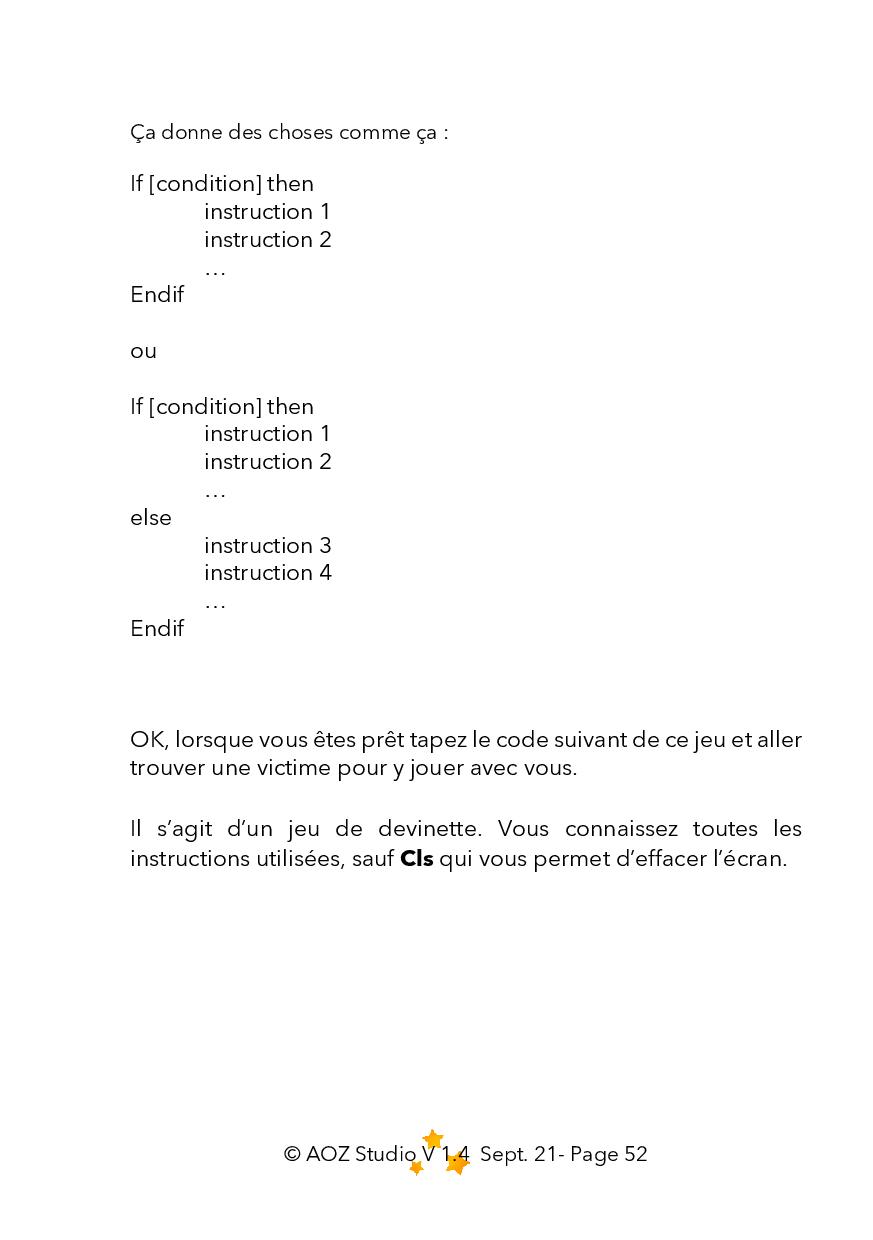 Ça donne des choses comme ça :
If [condition] then
instruction 1
instruction 2
…
Endif
ou
If [condition] then
instruction 1
instruction 2
…
else
instruction 3
instruction 4
…
Endif
OK, lorsque vous êtes prêt tapez le code suivant de ce jeu et aller
trouver une victime pour y jouer avec vous.
Il s’agit d’un jeu de devinette. Vous connaissez toutes les
instructions utilisées, sauf Cls qui vous permet d’effacer l’écran.
© AOZ Studio V 1.4 Sept. 21- Page 52